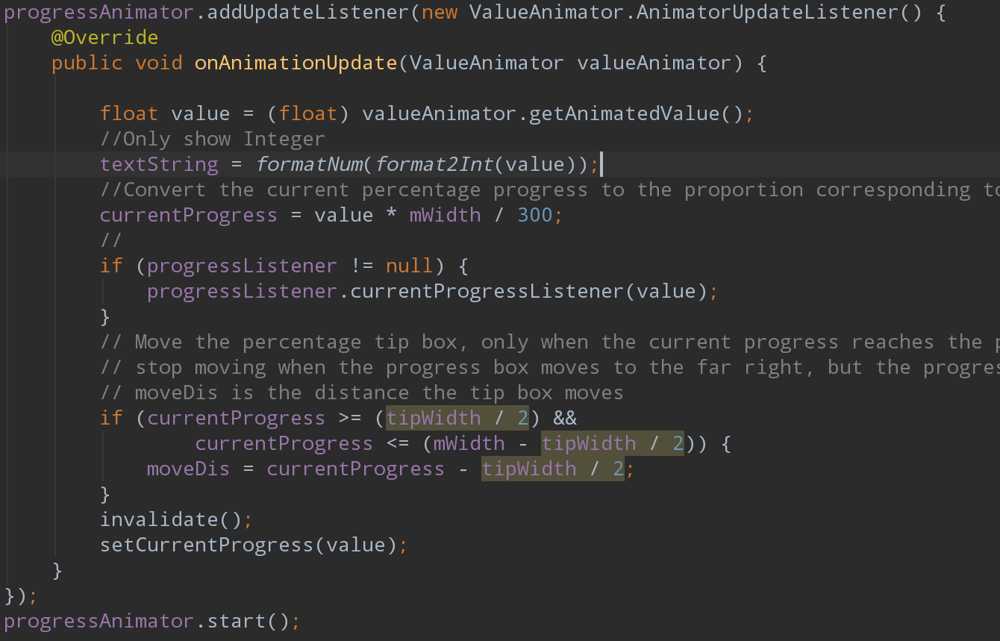 progressAnimator.addUpdateListener(new ValueAnimator.AnimatorUpdateListener() {
@Override
public void onAnimationUpdate(ValueAnimator valueAnimator) {
float value = (float) valueAnimator.getAnimatedValue();
//Only show Integer
textString = formatNum(format2Int(value));
//Convert the current percentage progress to the proportion corresponding to
currentProgress = value * mWidth / 300;
//
if (progressListener != null) {
progressListener.currentProgressListener(value);
}
// Move the percentage tip box, only when the current progress reaches the
// stop moving when the progress box moves to the far right, but the
// moveDis is the distance the tip box moves
if (currentProgress >= (tipWidth / 2) &&
currentProgress <= (mWidth - tipWidth / 2)) {
moveDis = currentProgress - tipWidth / 2;
}
invalidate();
setCurrentProgress(value);
}
});
progressAnimator.start();